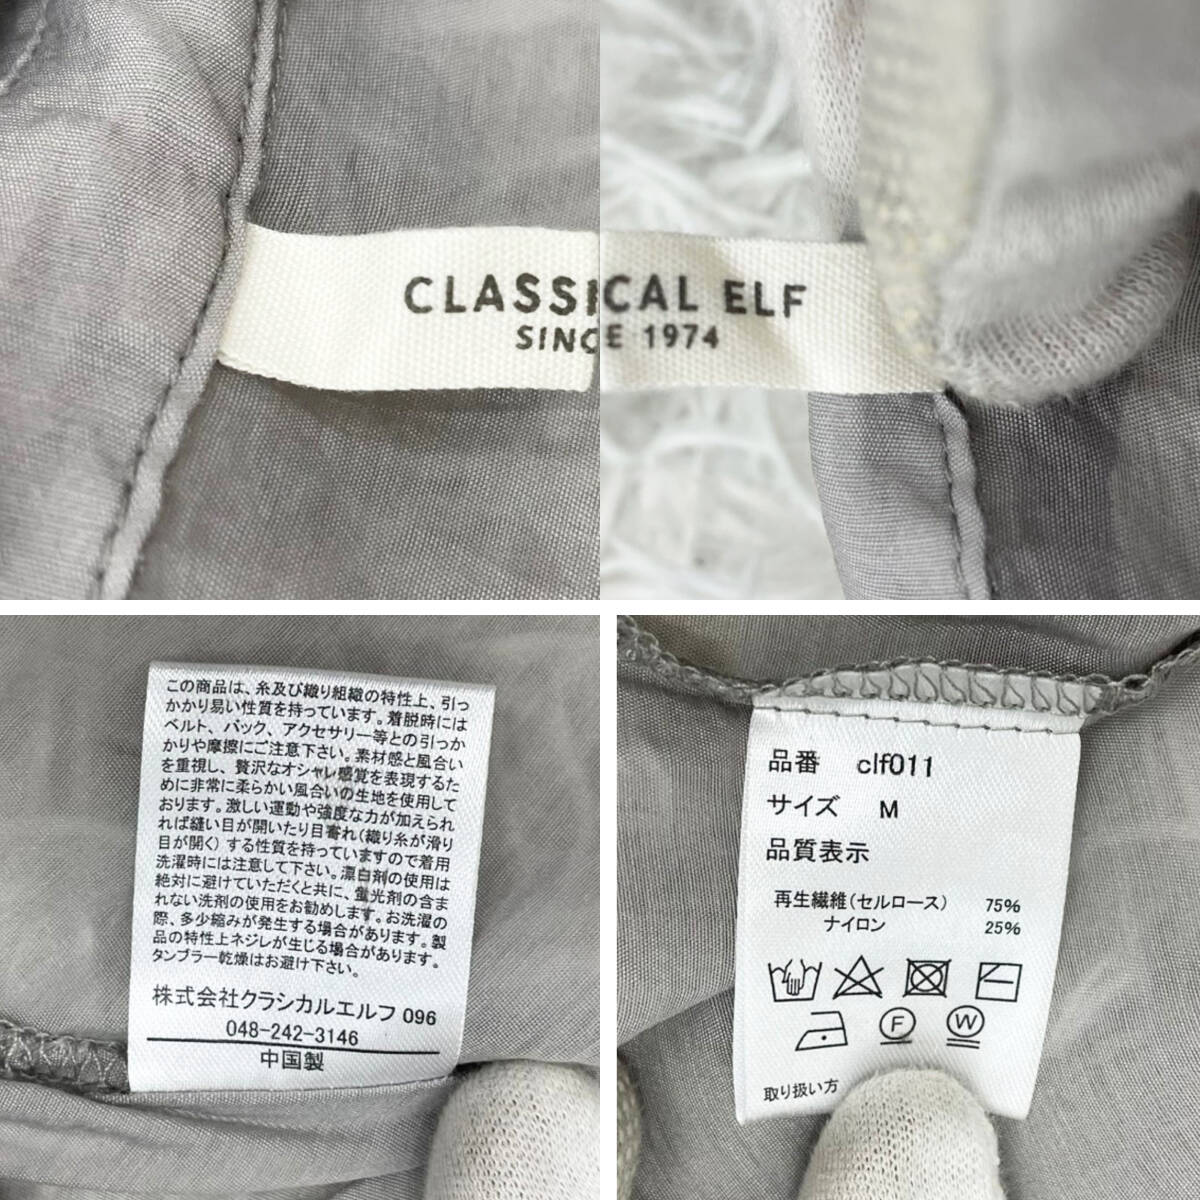 CLASSICAL ELF
SINCE 1974
この商品は、糸及び織り組織の特性上、引っ
かかり易い性質を持っています。着脱時には
ベルト、バック、アクセサリー等との引っか
かりや摩擦にご注意下さい。素材感と風合い
を重視し、贅沢なオシャレ感覚を表現するた
めに非常に柔らかい風合いの生地を使用して
おります。激しい運動や強度な力が加えられ
れば縫い目が開いたり目寄れ(織り糸が滑り
目が開く)する性質を持っていますので着用
洗濯時には注意して下さい。漂白剤の使用は
絶対に避けていただくと共に、蛍光剤の含ま
れない洗剤の使用をお勧めします。お洗濯の
際、多少縮みが発生する場合があります。製
品の特性上ネジレが生じる場合があります。
タンブラー乾燥はお避け下さい。
株式会社クラシカルエルフ 096
048-242-3146
中国製
品番 clf011
サイズ M
品質表示
再生繊維(セルロース) 75%
ナイロン 25%
F W
取り扱い方